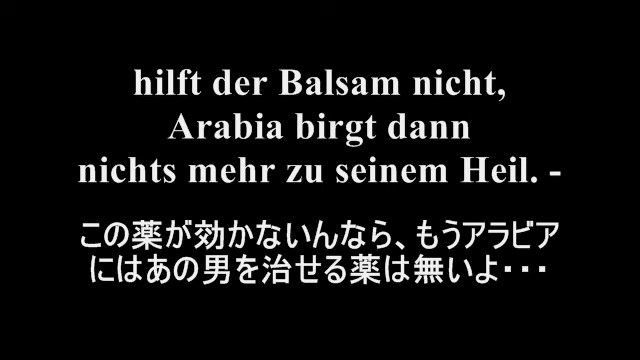 hilft der Balsam nicht,
Arabia birgt dann
nichts mehr zu seinem Heil. -
この薬が効かないんなら、もうアラビア
にはあの男を治せる薬は無いよ・・・